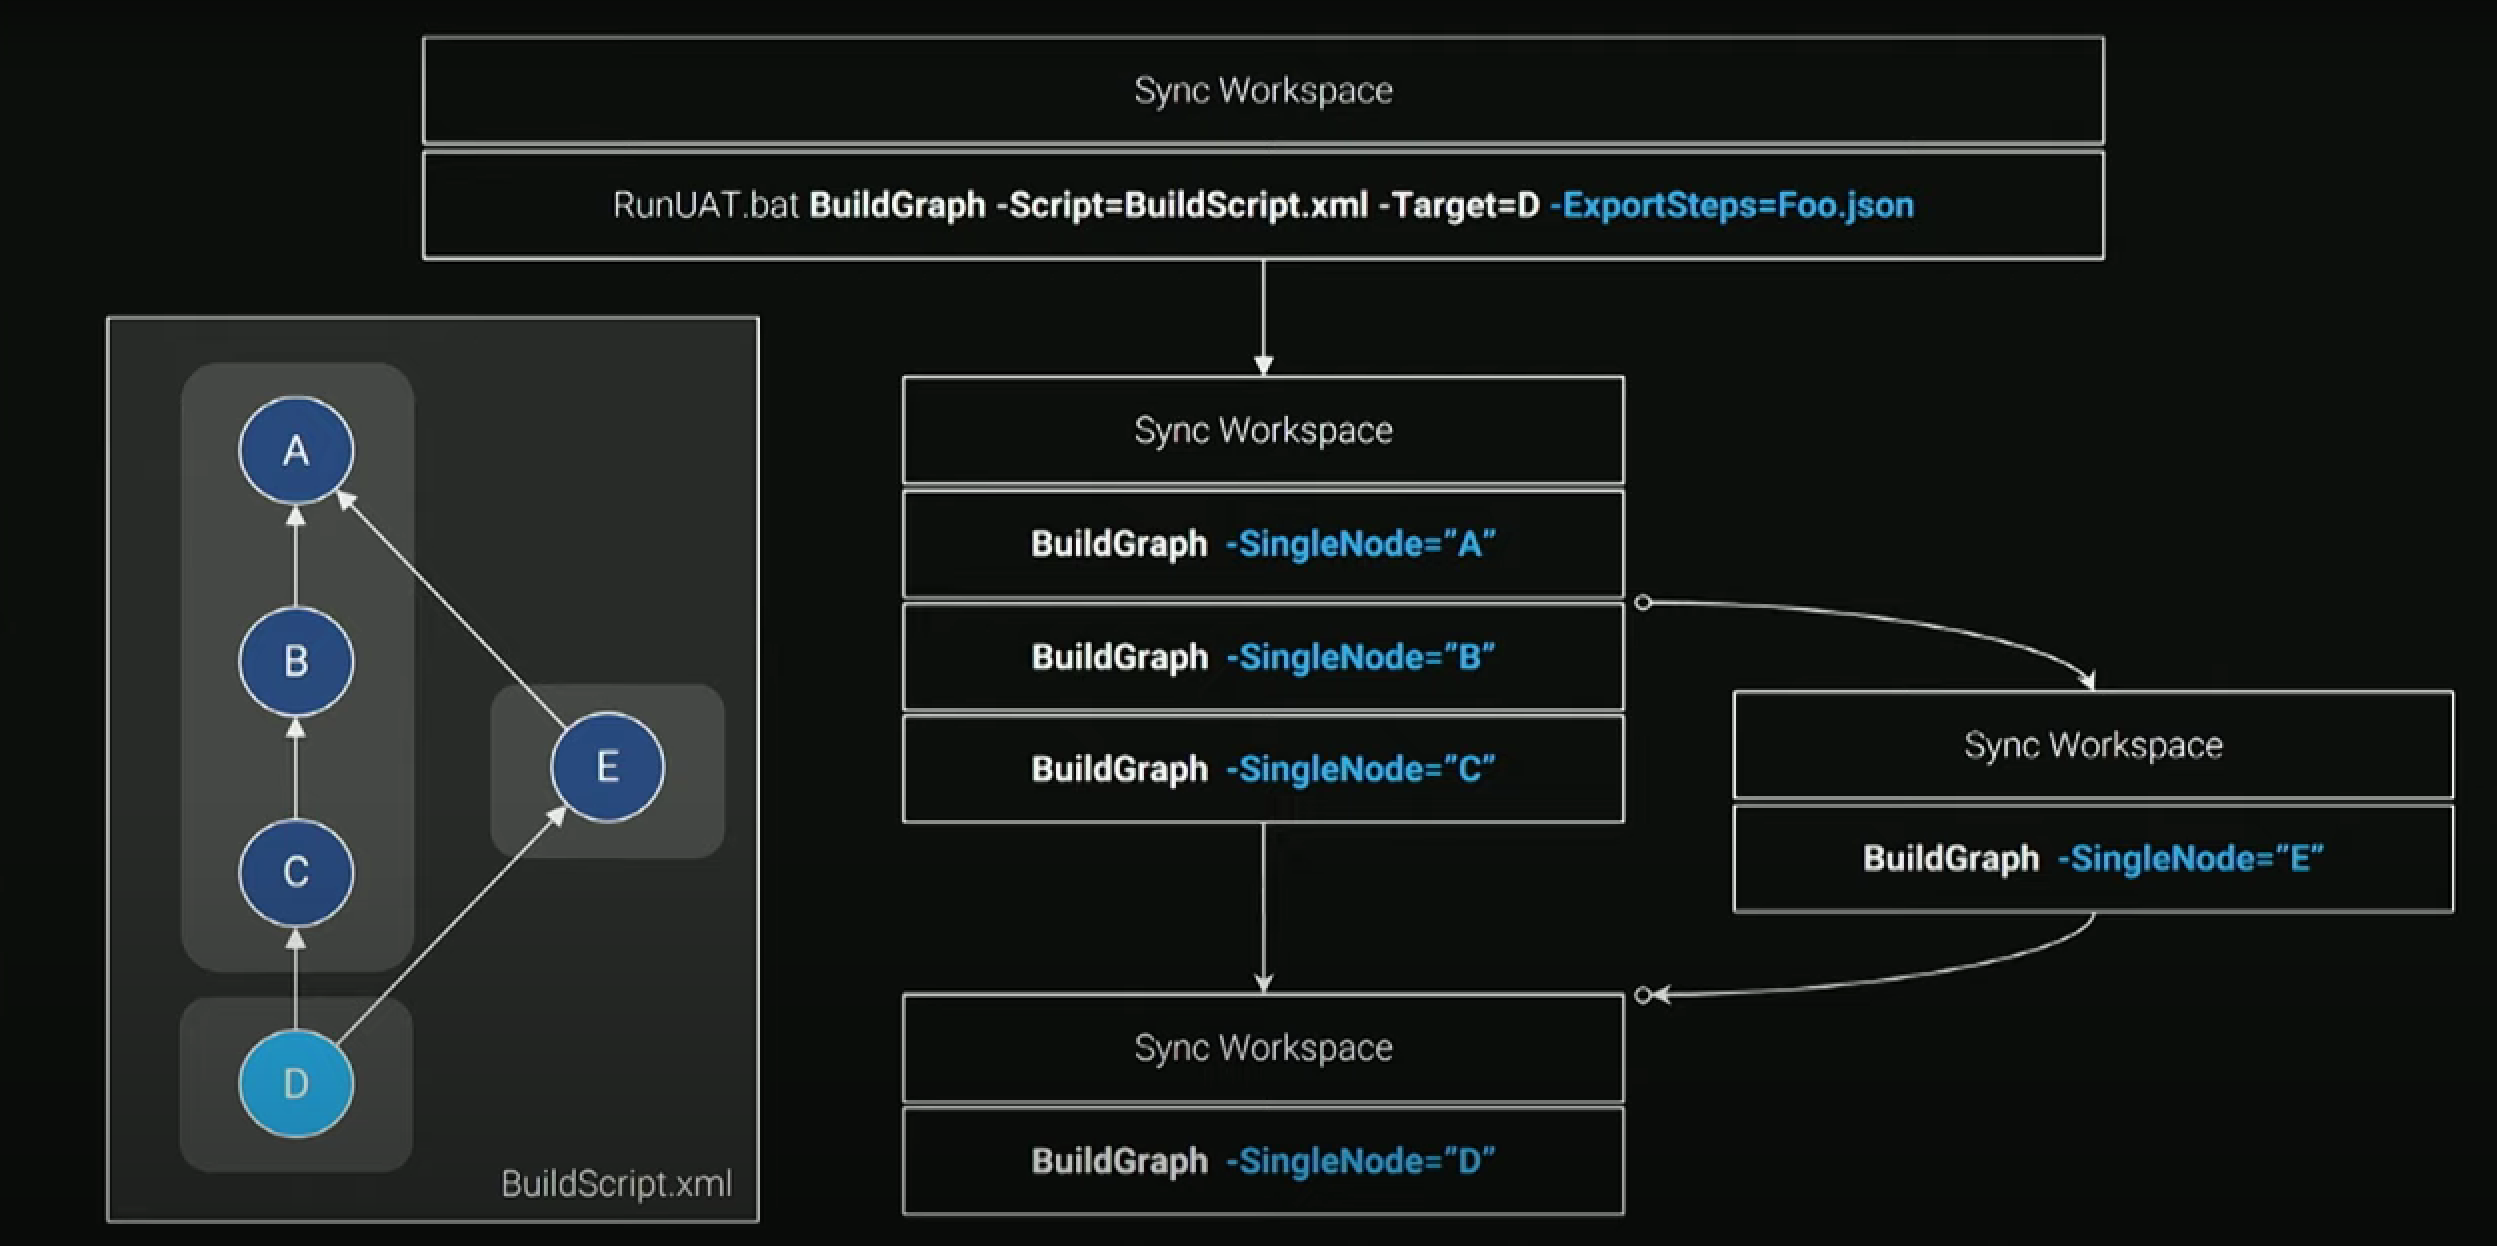 Sync Workspace
RunUAT.bat BuildGraph -Script=BuildScript.xml -Target=D -ExportSteps=Foo.json
A
B
C
D
E
BuildScript.xml
Sync Workspace
BuildGraph -SingleNode=”A”
BuildGraph -SingleNode=”B”
BuildGraph -SingleNode=”C”
Sync Workspace
BuildGraph -SingleNode=”E”
Sync Workspace
BuildGraph -SingleNode=”D”